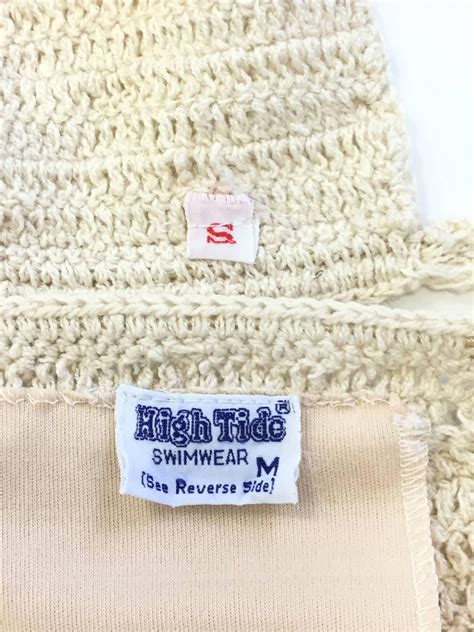 S
High Tide®
SWIMWEAR M
(See Reverse Side)